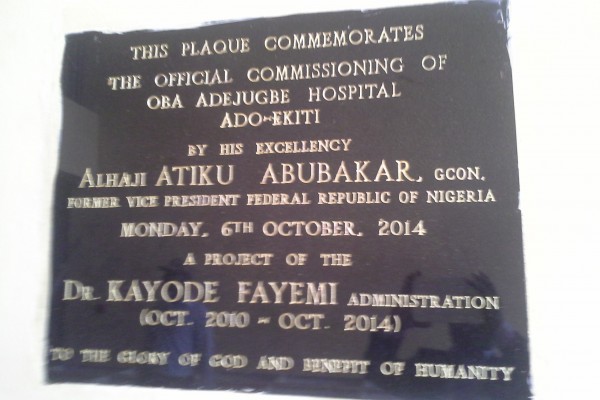 THIS PLAQUE COMMEMORATES
THE OFFICIAL COMMISSIONING OF
OBA ADEJUGBE HOSPITAL
ADO-EKITI
BY HIS EXCELLENCY
ALHAJI ATIKU ABUBAKAR, GCON.
FORMER VICE PRESIDENT FEDERAL REPUBLIC OF NIGERIA
MONDAY, 6TH OCTOBER, 2014
A PROJECT OF THE
DR. KAYODE FAYEMI ADMINISTRATION
(OCT. 2010 - OCT. 2014)
TO THE GLORY OF GOD AND BENEFIT OF HUMANITY